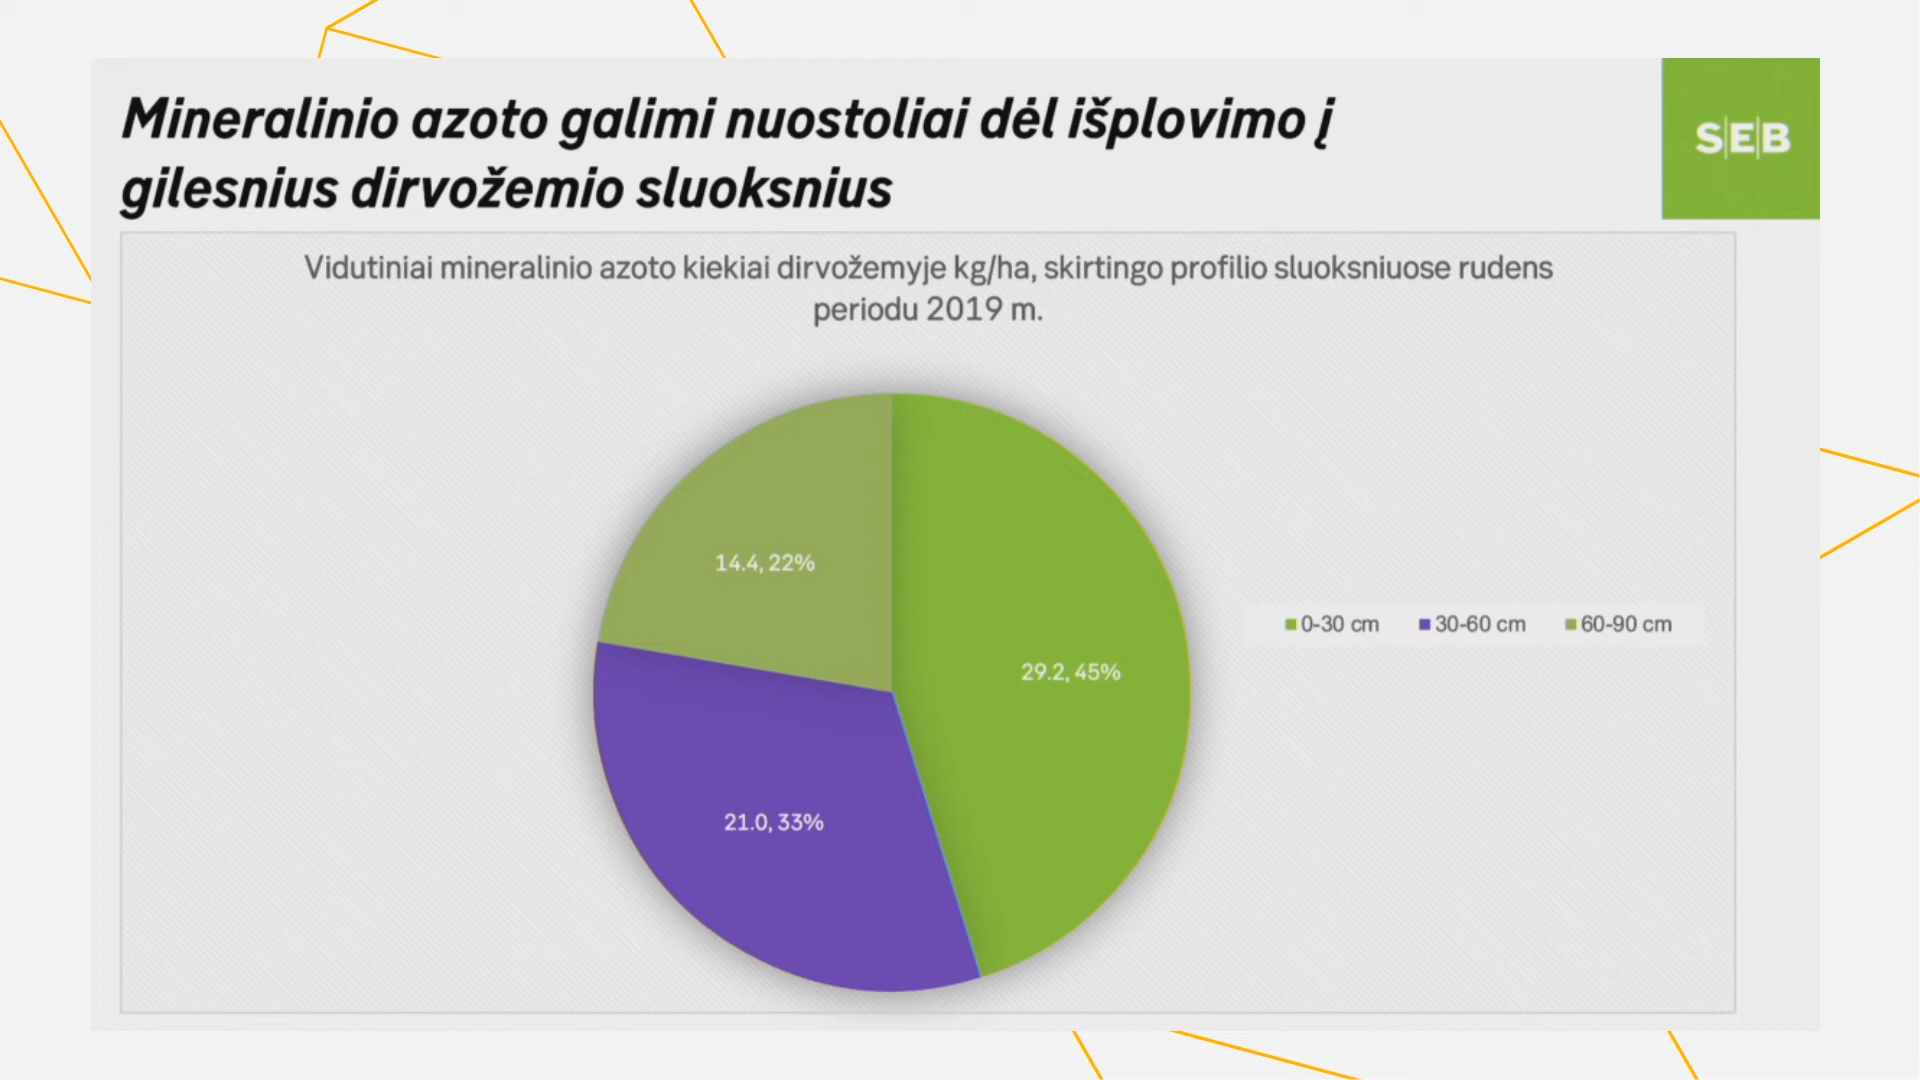 Mineralinio azoto galimi nuostoliai dėl išplovimo į
gilesnius dirvožemio sluoksnius
S|E|B
Vidutiniai mineralinio azoto kiekiai dirvožemyje kg/ha, skirtingo profilio sluoksniuose rudens
periodu 2019 m.
14.4, 22%
29.2, 45%
21.0, 33%
0-30 cm 30-60 cm 60-90 cm